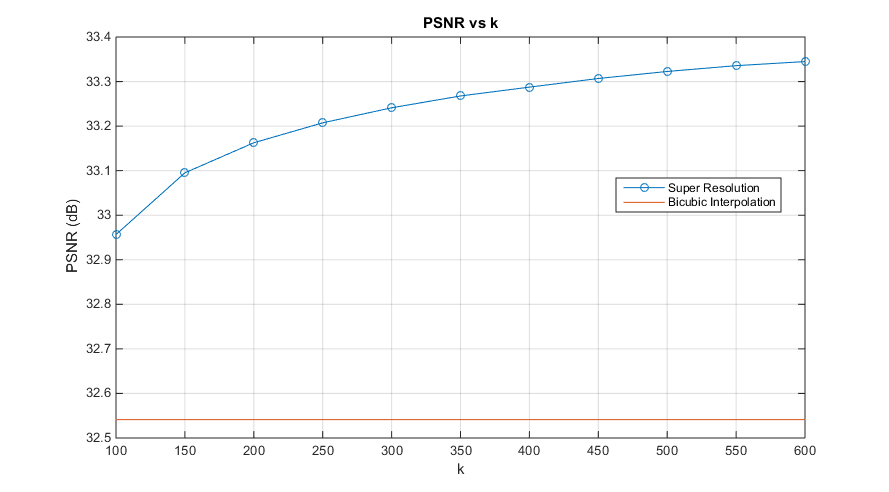 PSNR vs k
33.4
33.3
33.2
33.1
33
32.9
32.8
32.7
32.6
32.5
PSNR (dB)
Super Resolution
Bicubic Interpolation
100 150 200 250 300 350 400 450 500 550 600
k